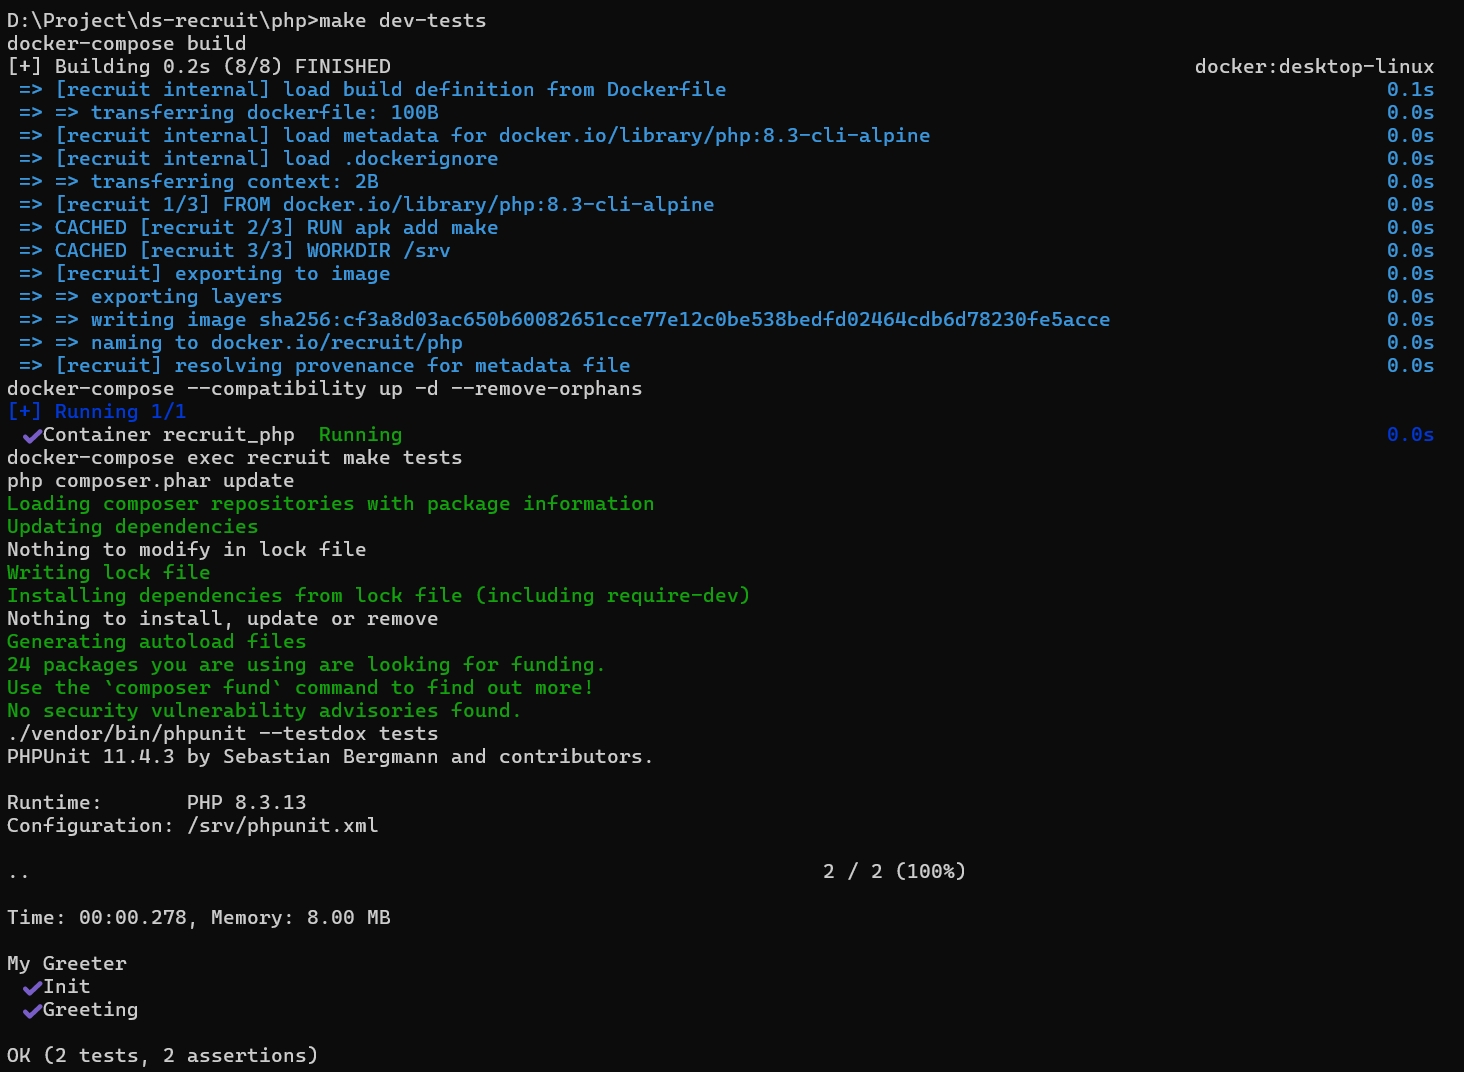 D:\Project\ds-recruit\php>make dev-tests
docker-compose build
[+] Building 0.2s (8/8) FINISHED docker:desktop-linux
=> [recruit internal] load build definition from Dockerfile 0.1s
=> => transferring dockerfile: 100B 0.0s
=> [recruit internal] load metadata for docker.io/library/php:8.3-cli-alpine 0.0s
=> [recruit internal] load .dockerignore 0.0s
=> => transferring context: 2B 0.0s
=> [recruit 1/3] FROM docker.io/library/php:8.3-cli-alpine 0.0s
=> CACHED [recruit 2/3] RUN apk add make 0.0s
=> CACHED [recruit 3/3] WORKDIR /srv 0.0s
=> [recruit] exporting to image 0.0s
=> => exporting layers 0.0s
=> => writing image sha256:cf3a8d03ac650b60082651cce77e12c0be538bedfd02464cdb6d78230fe5acce 0.0s
=> => naming to docker.io/recruit/php 0.0s
=> [recruit] resolving provenance for metadata file 0.0s
docker-compose --compatibility up -d --remove-orphans
[+] Running 1/1
✔Container recruit_php Running 0.0s
docker-compose exec recruit make tests
php composer.phar update
Loading composer repositories with package information
Updating dependencies
Nothing to modify in lock file
Writing lock file
Installing dependencies from lock file (including require-dev)
Nothing to install, update or remove
Generating autoload files
24 packages you are using are looking for funding.
Use the `composer fund` command to find out more!
No security vulnerability advisories found.
./vendor/bin/phpunit --testdox tests
PHPUnit 11.4.3 by Sebastian Bergmann and contributors.
Runtime: PHP 8.3.13
Configuration: /srv/phpunit.xml
.. 2 / 2 (100%)
Time: 00:00.278, Memory: 8.00 MB
My Greeter
✔Init
✔Greeting
OK (2 tests, 2 assertions)